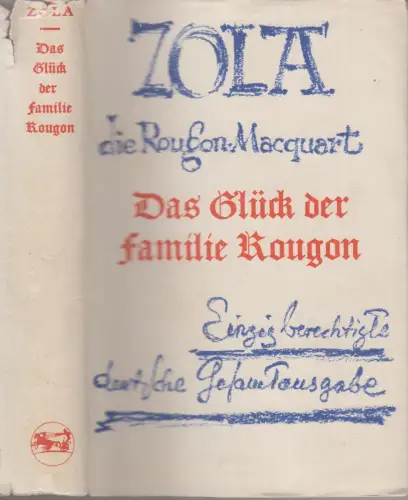 ZOLA
Das
Glück
der
Familie
Rougon
ZOLA
die Rougon-Macquart
Das Glück der
Familie Rougon
Einzig berechtigte
deutsche Gesamtausgabe